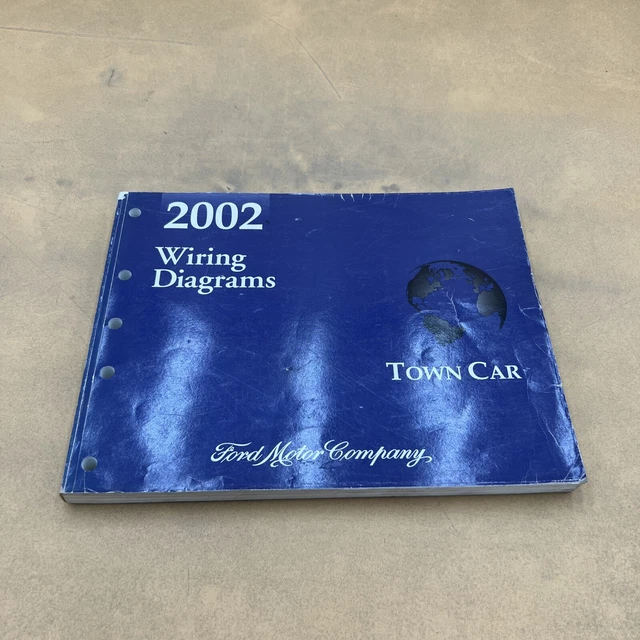 2002
Wiring
Diagrams
TOWN CAR
Ford Motor Company